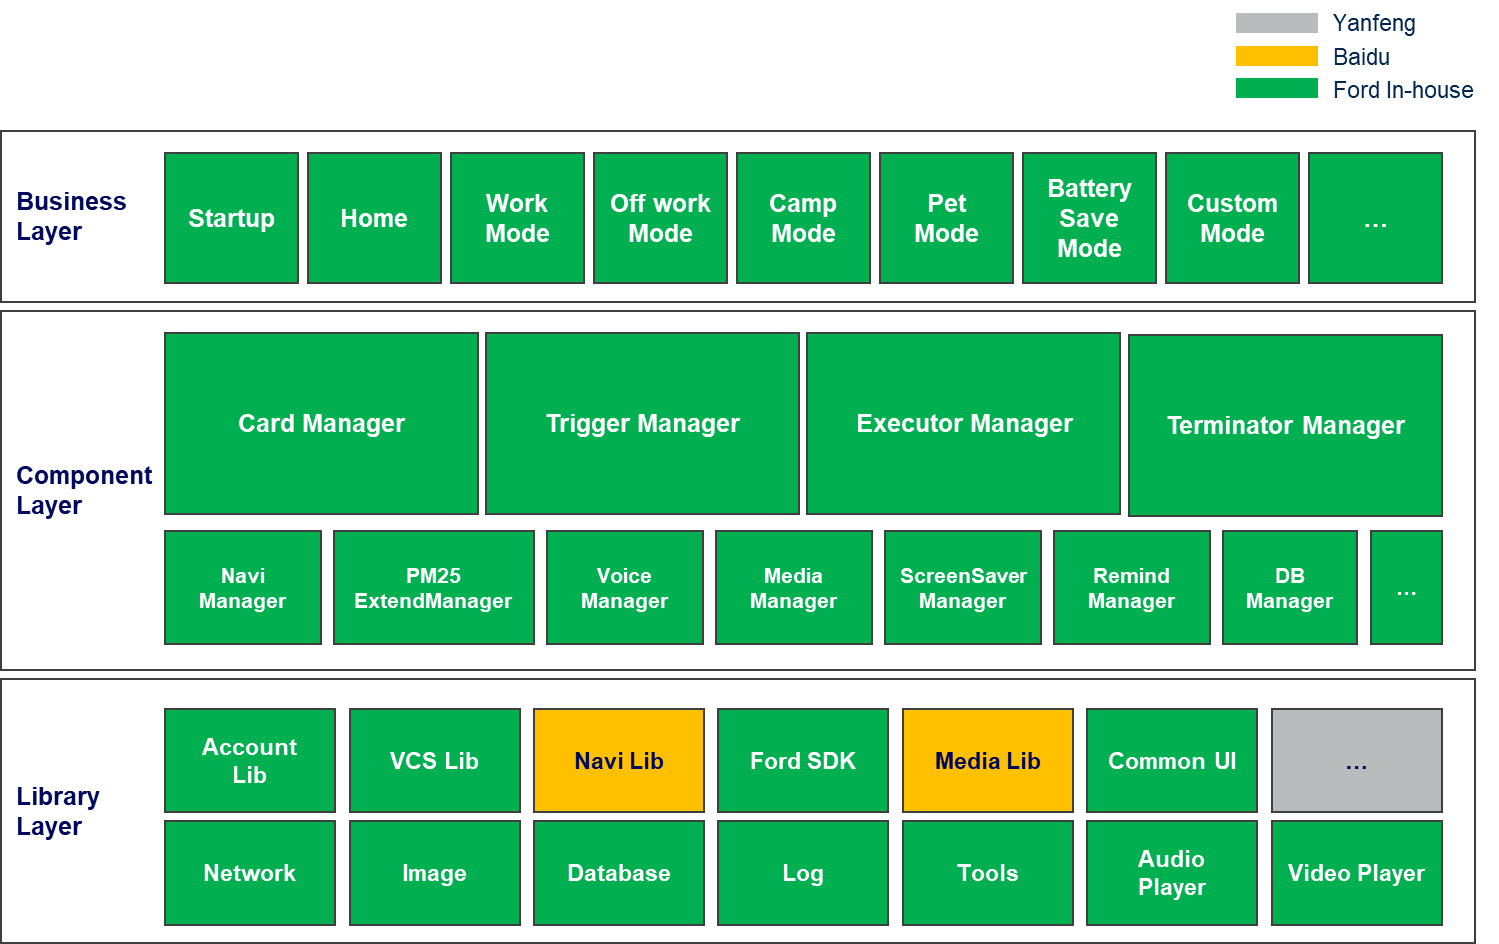 Yanfeng
Baidu
Ford In-house
Business
Layer
Startup
Home
Work
Mode
Off work
Mode
Camp
Mode
Pet
Mode
Battery
Save
Mode
Custom
Mode
...
Component
Layer
Card Manager
Trigger Manager
Executor Manager
Terminator Manager
Navi
Manager
PM25
ExtendManager
Voice
Manager
Media
Manager
ScreenSaver
Manager
Remind
Manager
DB
Manager
...
Library
Layer
Account
Lib
VCS Lib
Navi Lib
Ford SDK
Media Lib
Common UI
...
Network
Image
Database
Log
Tools
Audio
Player
Video Player